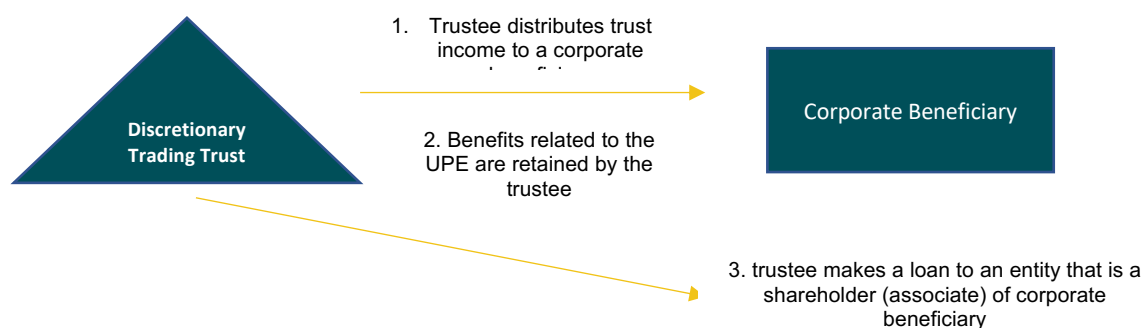 1. Trustee distributes trust
income to a corporate
Discretionary
Trading Trust
2. Benefits related to the
UPE are retained by the
trustee
Corporate Beneficiary
3. trustee makes a loan to an entity that is a
shareholder (associate) of corporate
beneficiary